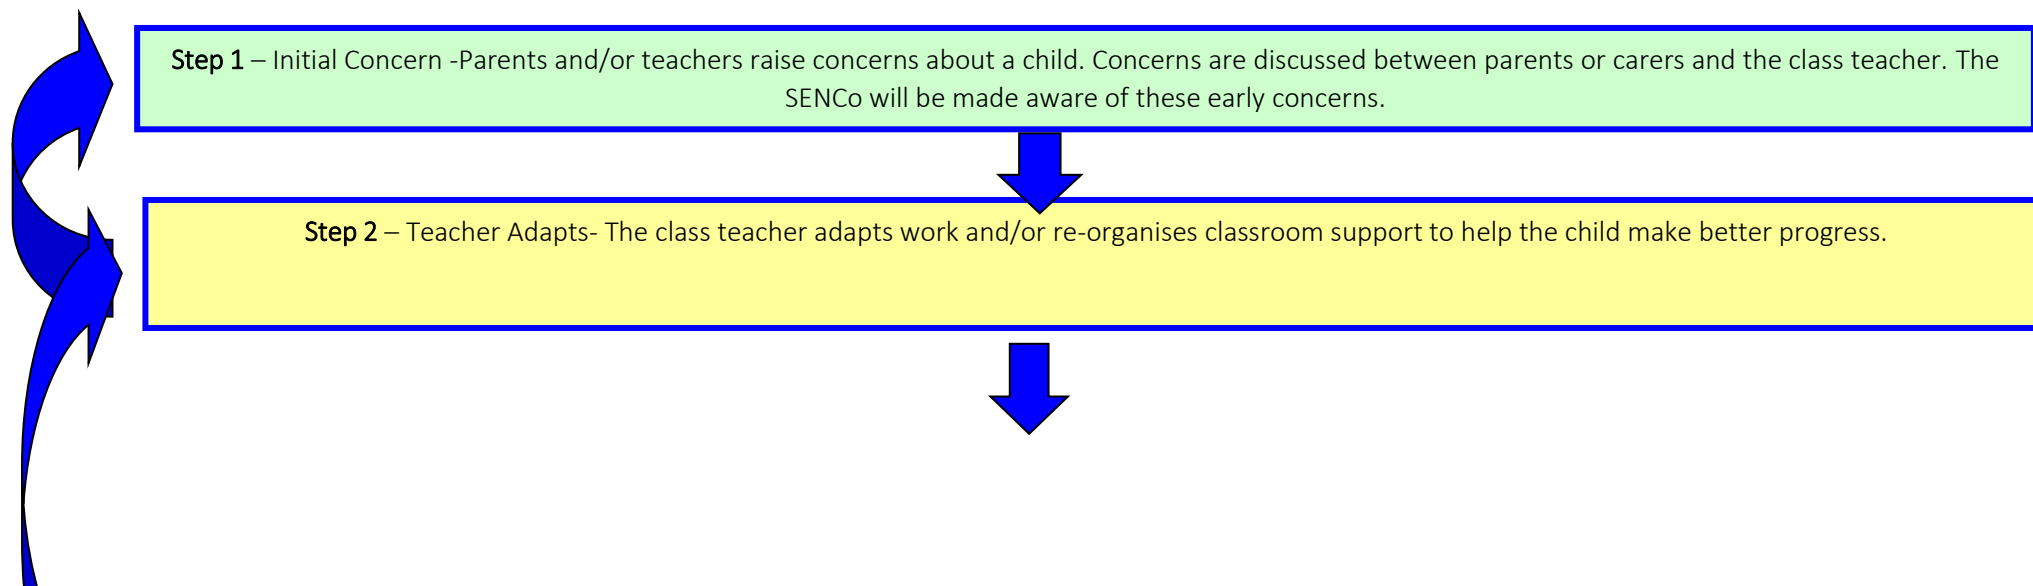 Step 1 – Initial Concern -Parents and/or teachers raise concerns about a child. Concerns are discussed between parents or carers and the class teacher. The
SENCo will be made aware of these early concerns.
Step 2 – Teacher Adapts- The class teacher adapts work and/or re-organises classroom support to help the child make better progress.